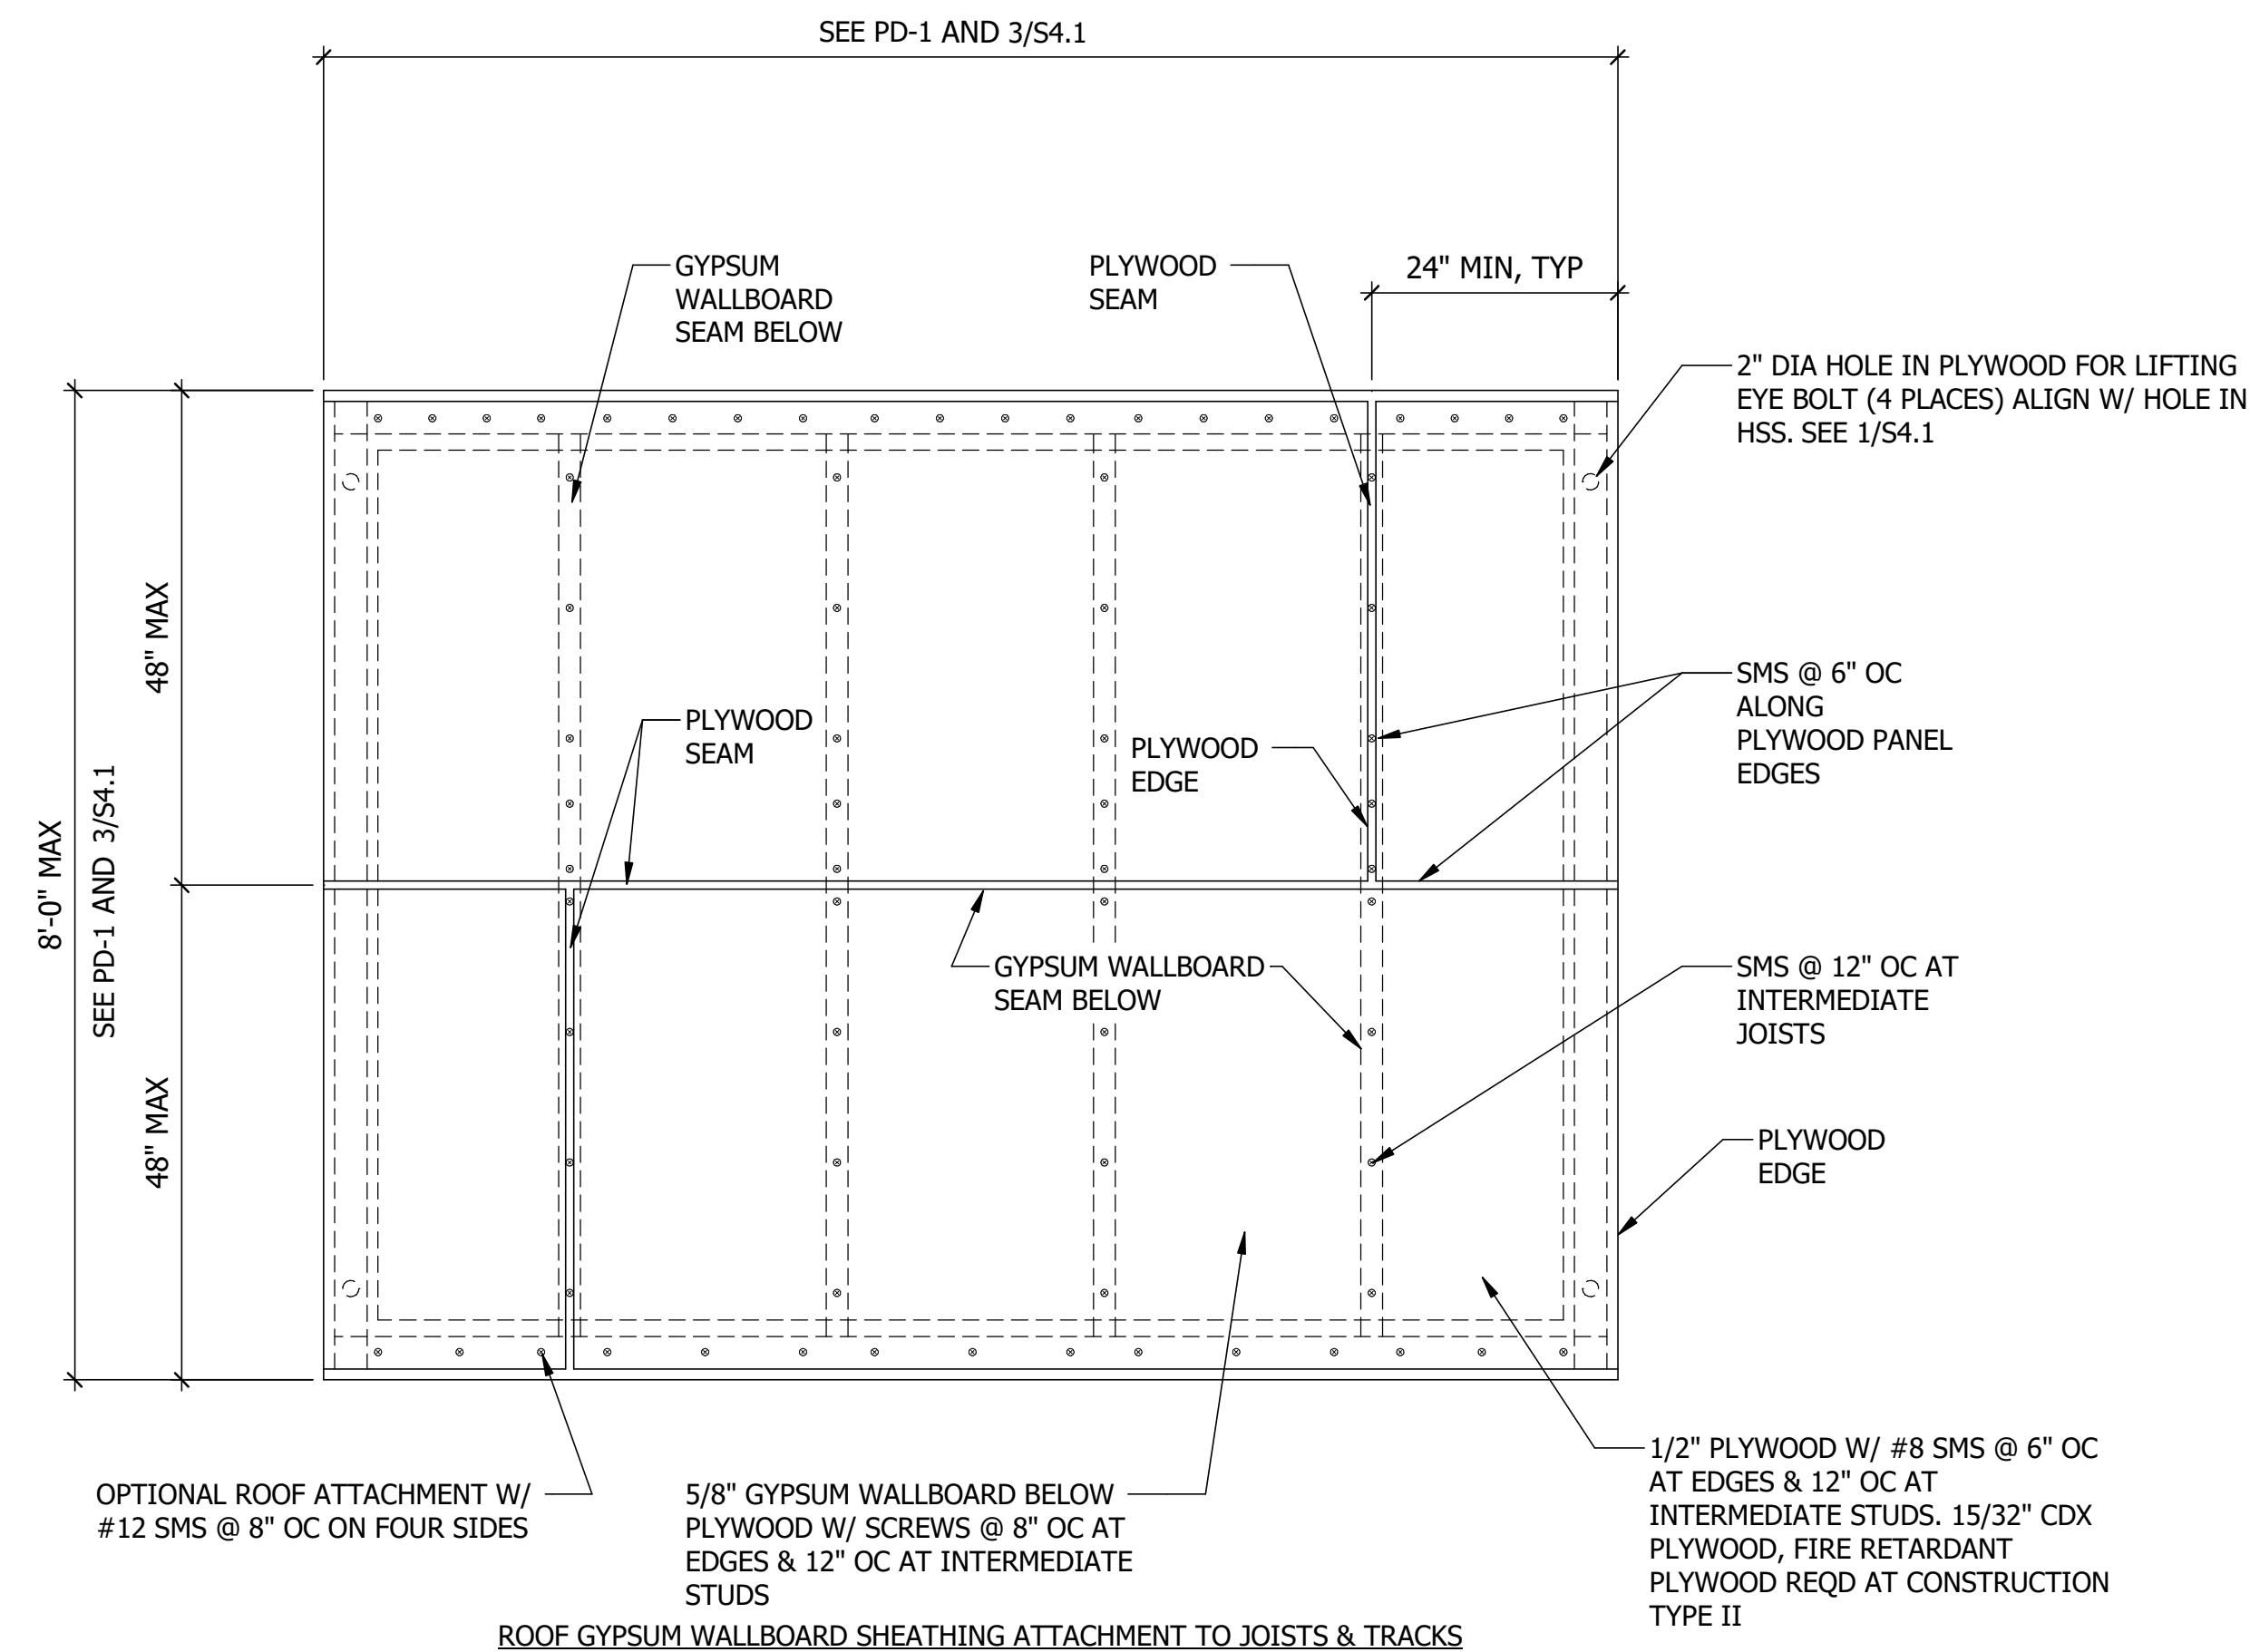 SEE PD-1 AND 3/S4.1
GYPSUM
WALLBOARD
SEAM BELOW
PLYWOOD
SEAM
24" MIN, TYP
2" DIA HOLE IN PLYWOOD FOR LIFTING
EYE BOLT (4 PLACES) ALIGN W/ HOLE IN
HSS. SEE 1/S4.1
48" MAX
8'-0" MAX
SEE PD-1 AND 3/S4.1
48" MAX
PLYWOOD
SEAM
PLYWOOD
EDGE
SMS @ 6" OC
ALONG
PLYWOOD PANEL
EDGES
GYPSUM WALLBOARD
SEAM BELOW
SMS @ 12" OC AT
INTERMEDIATE
JOISTS
PLYWOOD
EDGE
OPTIONAL ROOF ATTACHMENT W/
#12 SMS @ 8" OC ON FOUR SIDES
5/8" GYPSUM WALLBOARD BELOW
PLYWOOD W/ SCREWS @ 8" OC AT
EDGES & 12" OC AT INTERMEDIATE
STUDS
1/2" PLYWOOD W/ #8 SMS @ 6" OC
AT EDGES & 12" OC AT
INTERMEDIATE STUDS. 15/32" CDX
PLYWOOD, FIRE RETARDANT
PLYWOOD REQD AT CONSTRUCTION
TYPE II
ROOF GYPSUM WALLBOARD SHEATHING ATTACHMENT TO JOISTS & TRACKS